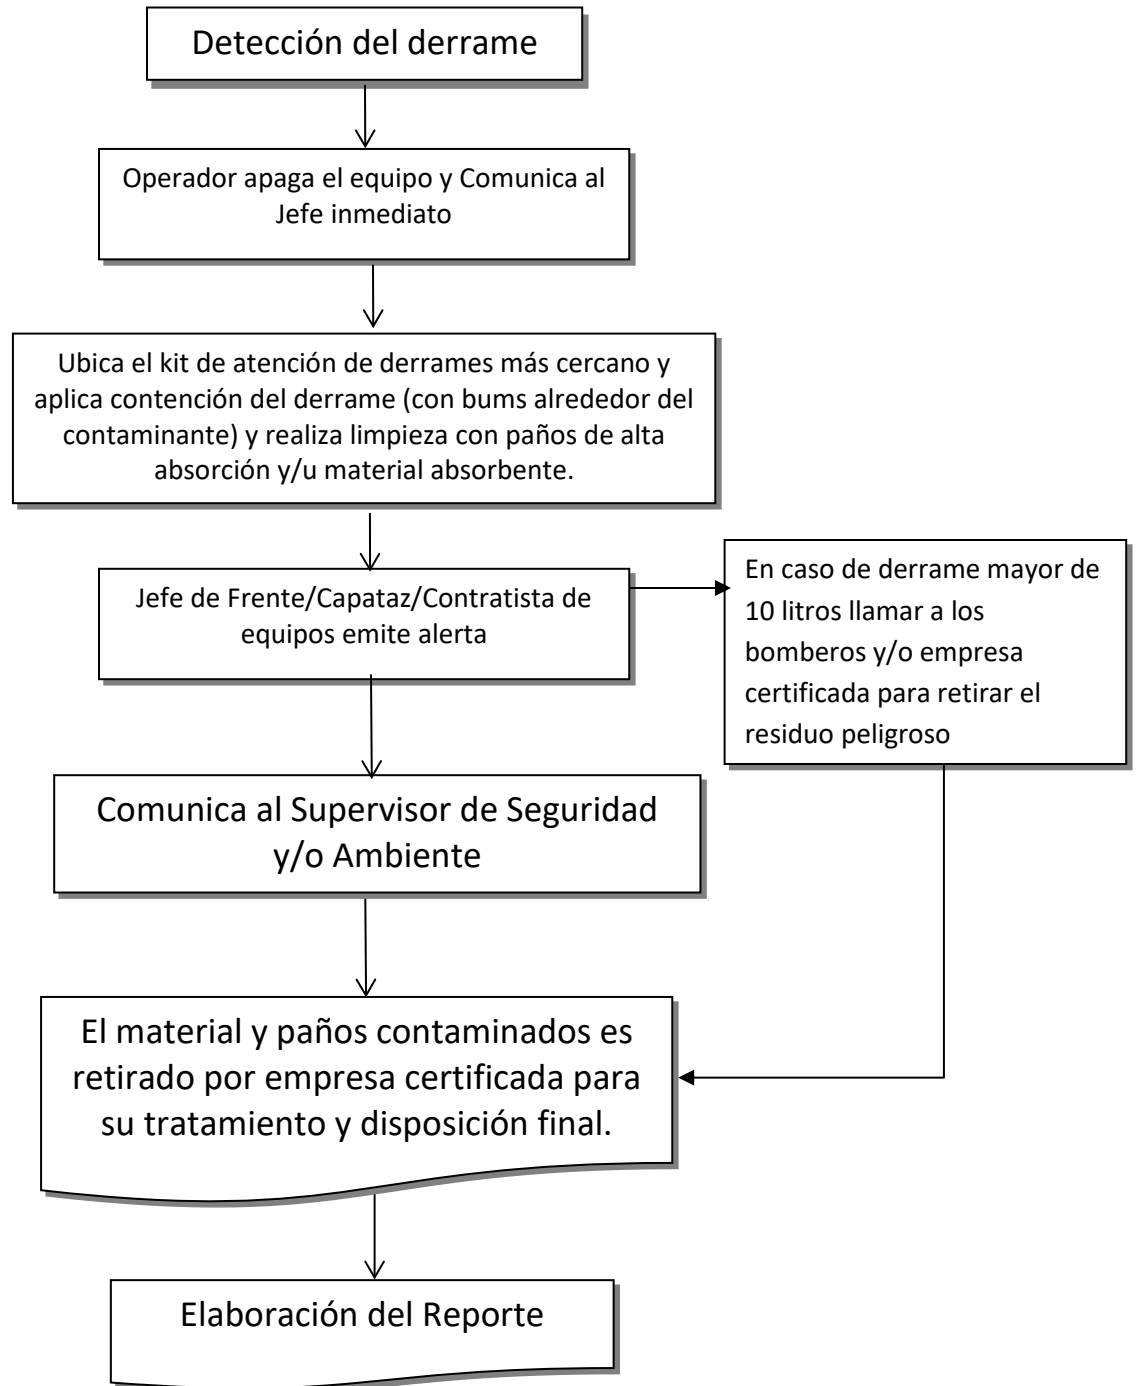 Detección del derrame
Operador apaga el equipo y Comunica al
Jefe inmediato
Ubica el kit de atención de derrames más cercano y
aplica contención del derrame (con bums alrededor del
contaminante) y realiza limpieza con paños de alta
absorción y/u material absorbente.
Jefe de Frente/Capataz/Contratista de
equipos emite alerta
En caso de derrame mayor de
10 litros llamar a los
bomberos y/o empresa
certificada para retirar el
residuo peligroso
Comunica al Supervisor de Seguridad
y/o Ambiente
El material y paños contaminados es
retirado por empresa certificada para
su tratamiento y disposición final.
Elaboración del Reporte